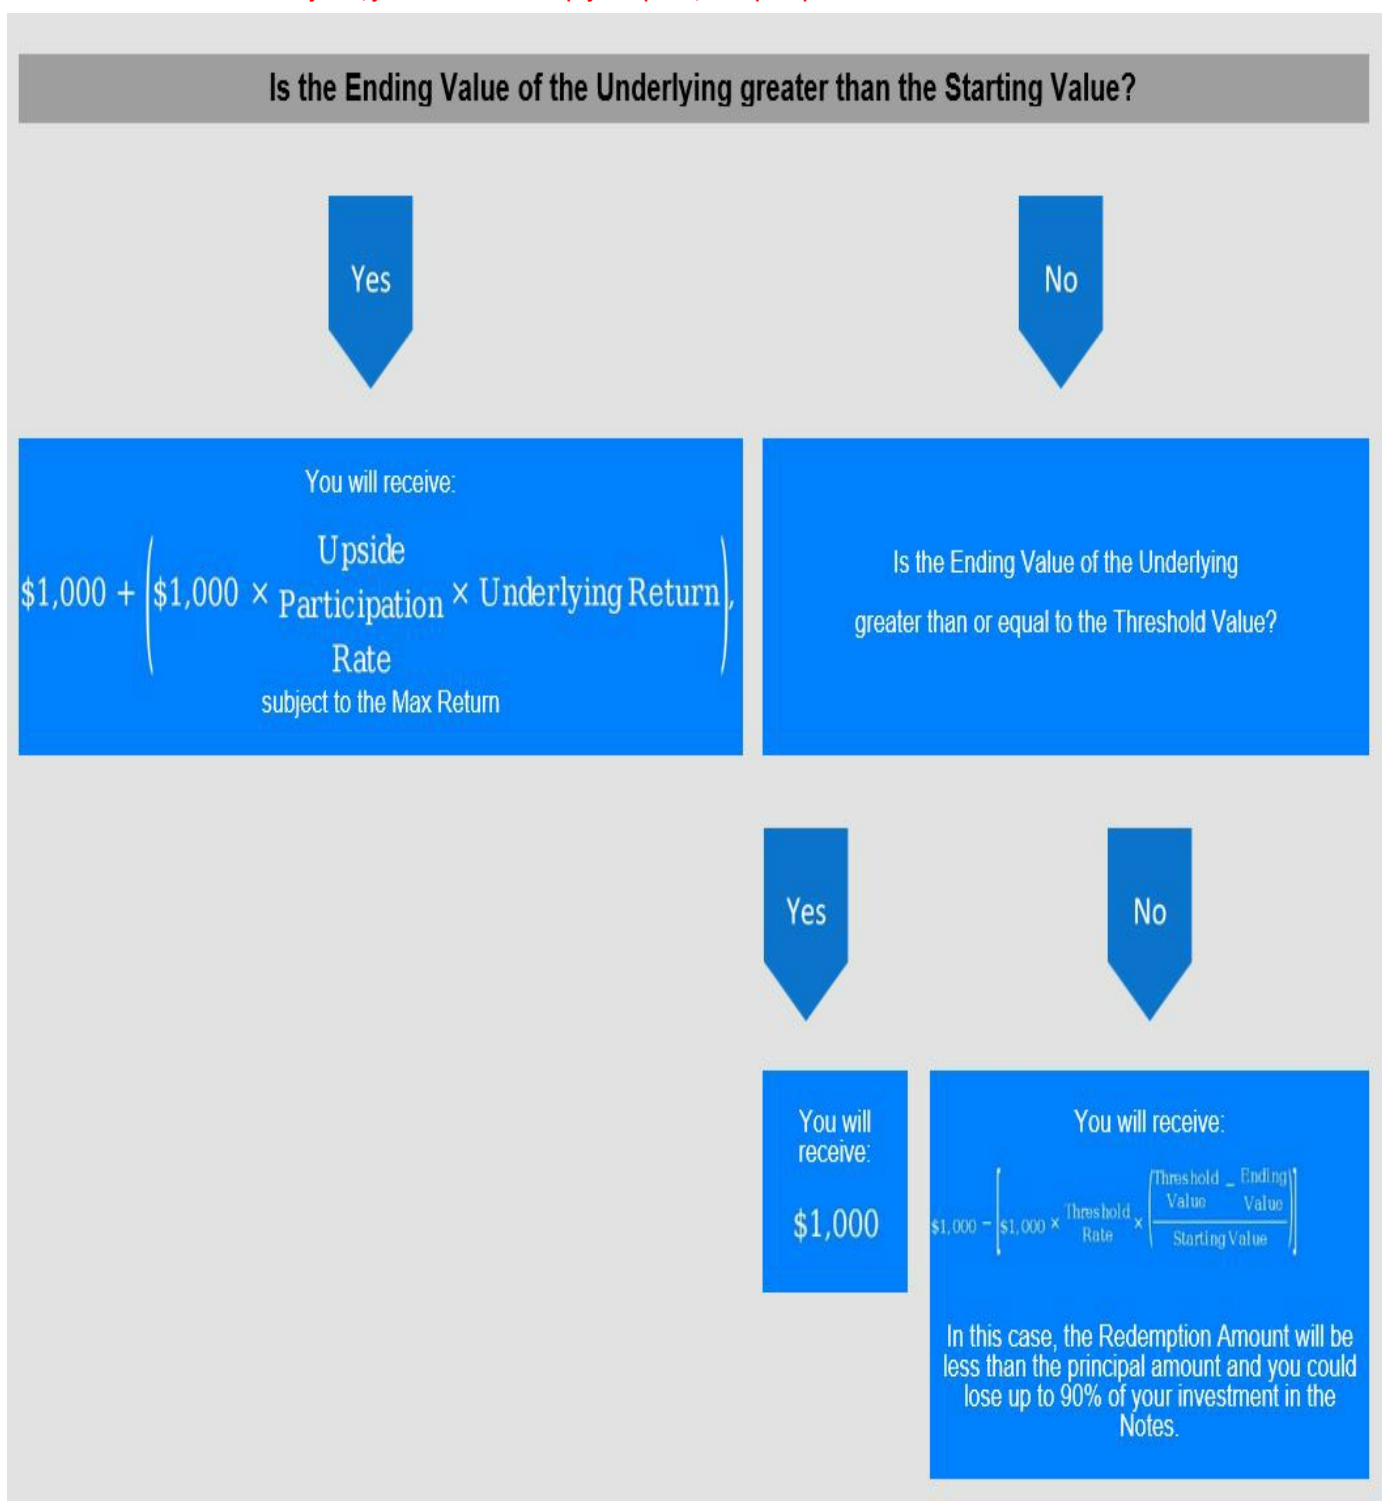 Is the Ending Value of the Underlying greater than the Starting Value?
Yes
No
You will receive:
$1,000 + ($1,000 × Upside Participation Rate × Underlying Return),
subject to the Max Return
Is the Ending Value of the Underlying
greater than or equal to the Threshold Value?
Yes
No
You will
receive:
$1,000
You will receive:
$1,000 − [$1,000 × Threshold Rate × ((Threshold Value − Ending Value) / Starting Value)]
In this case, the Redemption Amount will be
less than the principal amount and you could
lose up to 90% of your investment in the
Notes.